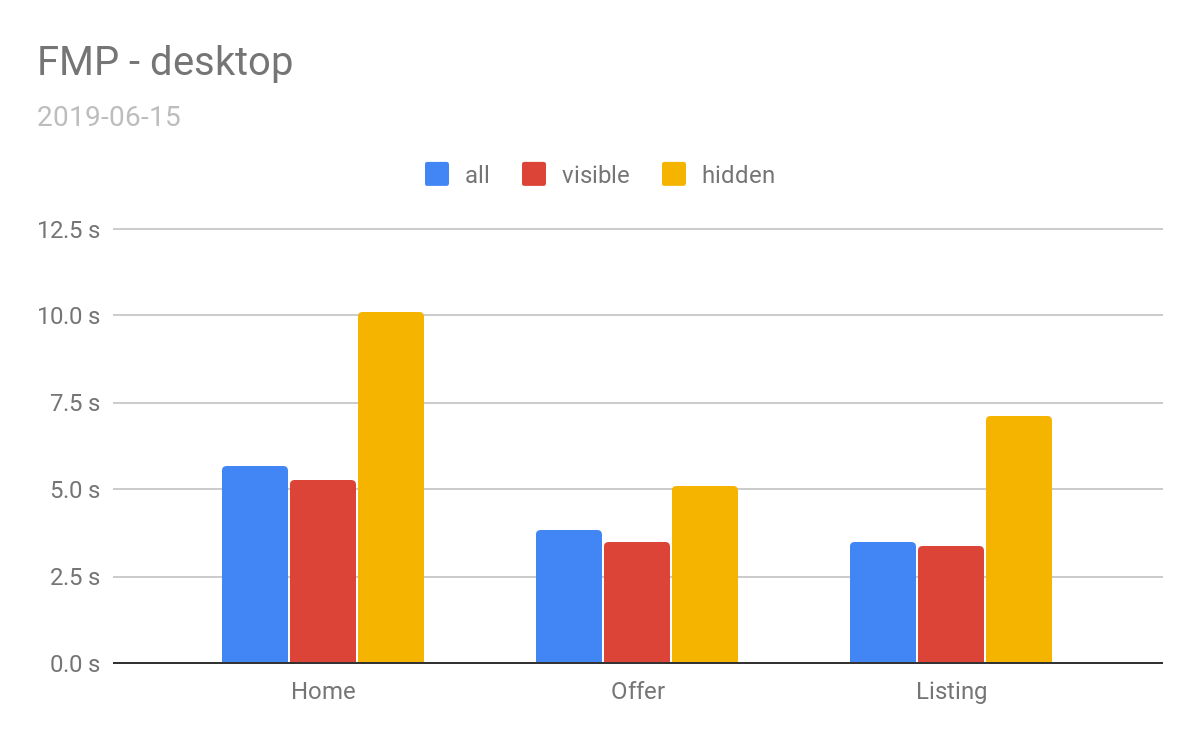 FMP - desktop
2019-06-15
all visible hidden
12.5 s
10.0 s
7.5 s
5.0 s
2.5 s
0.0 s
Home Offer Listing